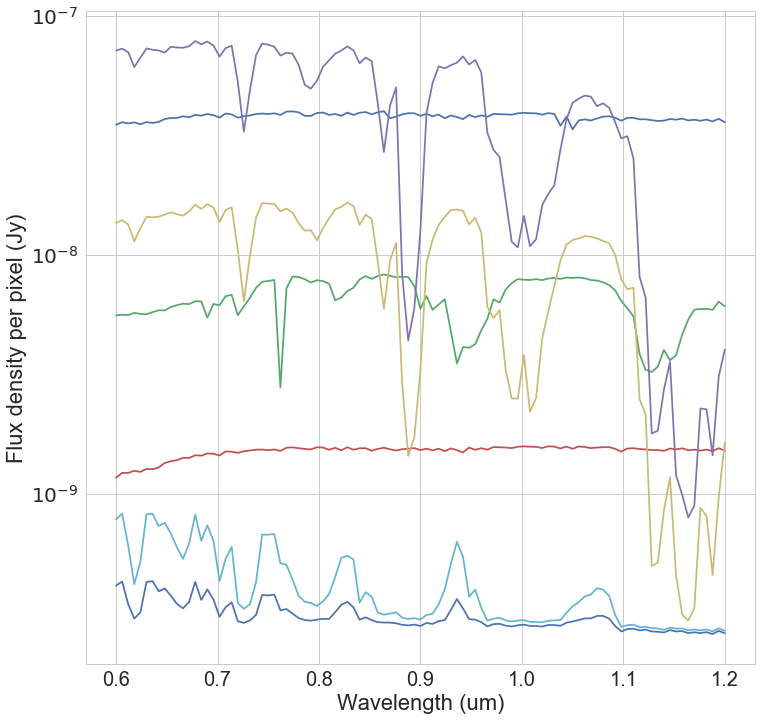 10⁻⁷
10⁻⁸
10⁻⁹
Flux density per pixel (Jy)
0.6 0.7 0.8 0.9 1.0 1.1 1.2
Wavelength (um)